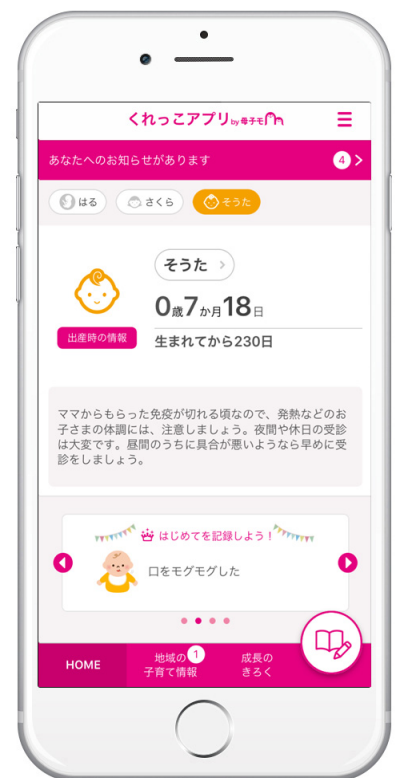 くれっこアプリ by 母子モ
あなたへのお知らせがあります 4
はる さくら そうた
そうた
0歳7か月18日
出産時の情報
生まれてから230日
ママからもらった免疫が切れる頃なので、発熱などのお
子さまの体調には、注意しましょう。夜間や休日の受診
は大変です。昼間のうちに具合が悪いようなら早めに受
診をしましょう。
はじめてを記録しよう！
口をモグモグした
HOME
地域の 1
子育て情報
成長の
きろく